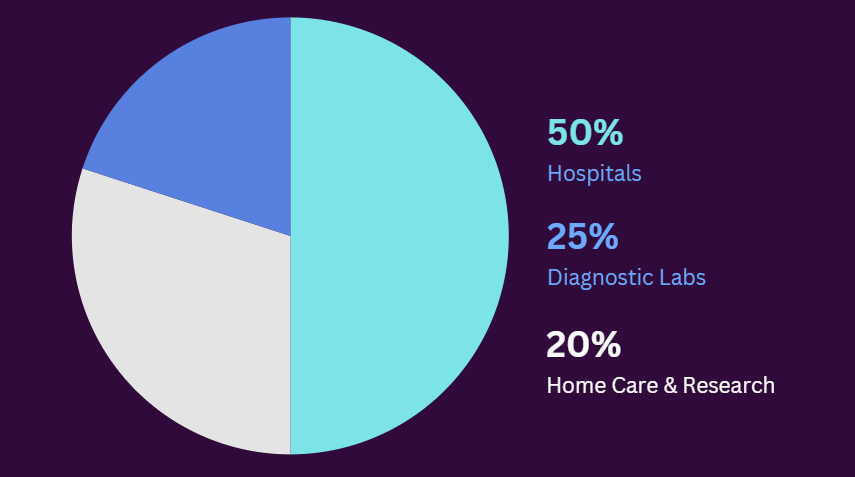 50%
Hospitals
25%
Diagnostic Labs
20%
Home Care & Research